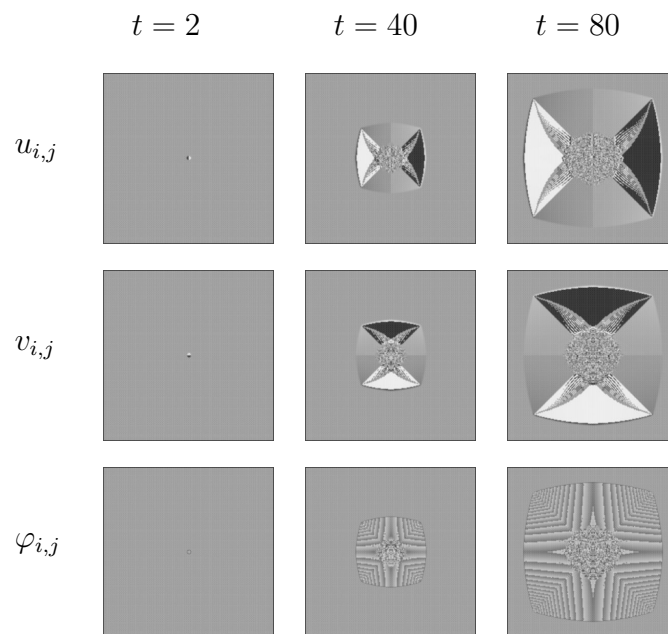 t = 2 t = 40 t = 80
u_{i,j}
v_{i,j}
φ_{i,j}